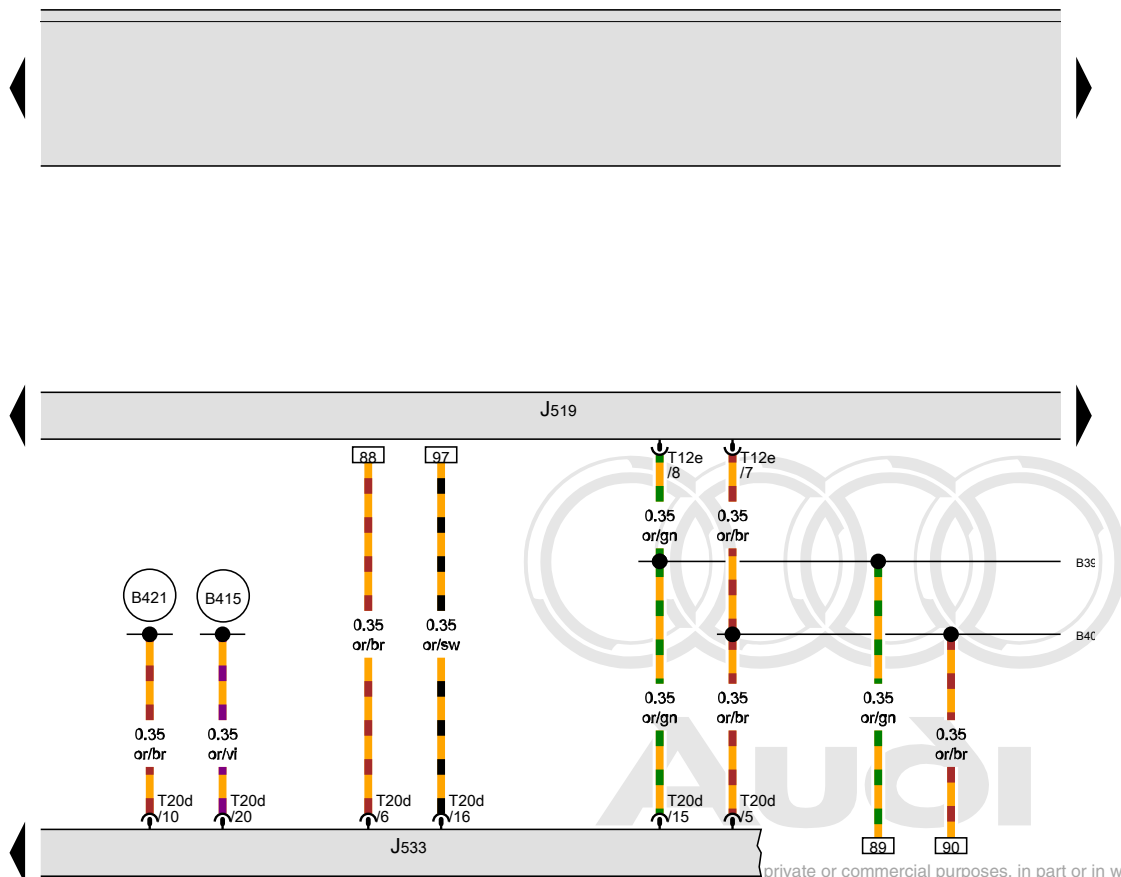 J519
88 97
T12e
/8
T12e
/7
0.35
or/gn
0.35
or/br
B39
B421 B415
0.35
or/br
0.35
or/sw
B40
0.35
or/gn
0.35
or/br
0.35
or/gn
0.35
or/br
0.35
or/vi
0.35
or/br
T20d
/10
T20d
/20
T20d
/6
T20d
/16
T20d
/15
T20d
/5
J533
89 90
Audi
private or commercial purposes, in part or in w